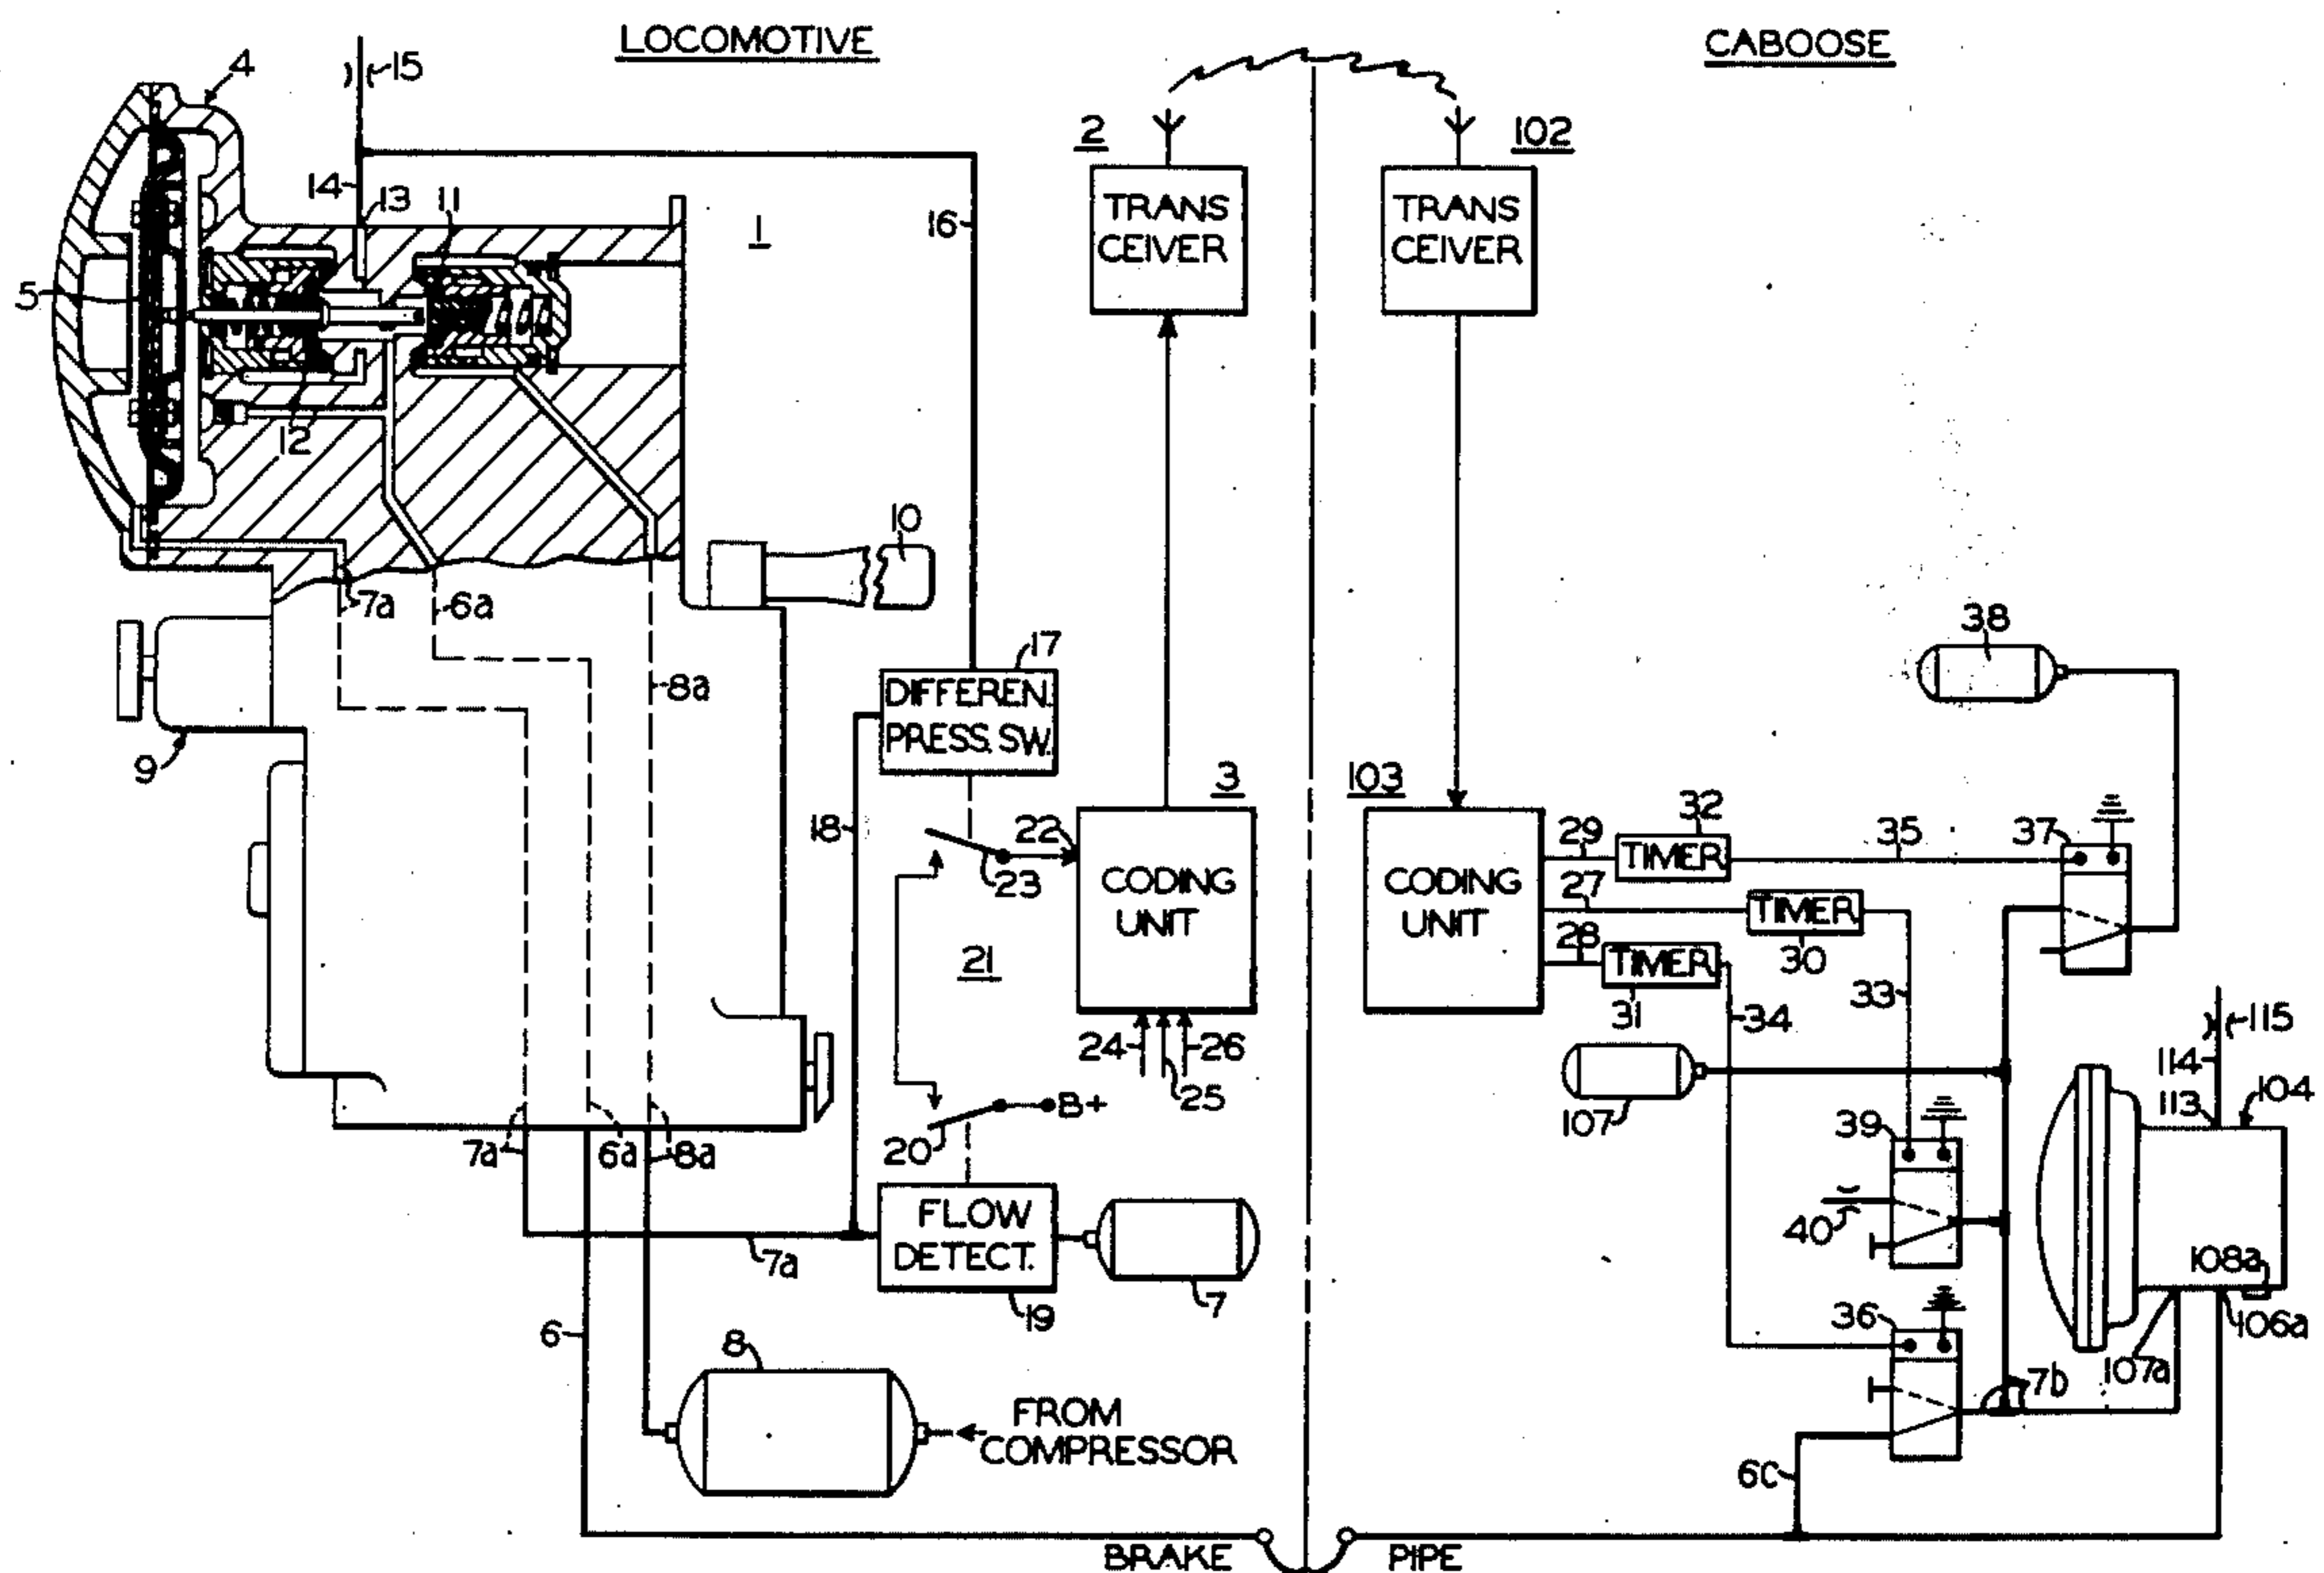 LOCOMOTIVE
CABOOSE
4
15
2
102
14
13
11
1
16
TRANS
CEIVER
TRANS
CEIVER
5
12
10
7a
6a
17
38
8a
DIFFEREN.
PRESS. SW.
9
3
103
18
22
23
29
32
35
37
TIMER
CODING
UNIT
CODING
UNIT
27
TIMER
28
TIMER
30
21
31
33
34
115
24
26
25
114
107
113
104
B+
20
39
7a
6a
8a
FLOW
DETECT.
40
108a
7a
7
19
36
106a
6
8
107a
7b
FROM
COMPRESSOR
6C
BRAKE
PIPE